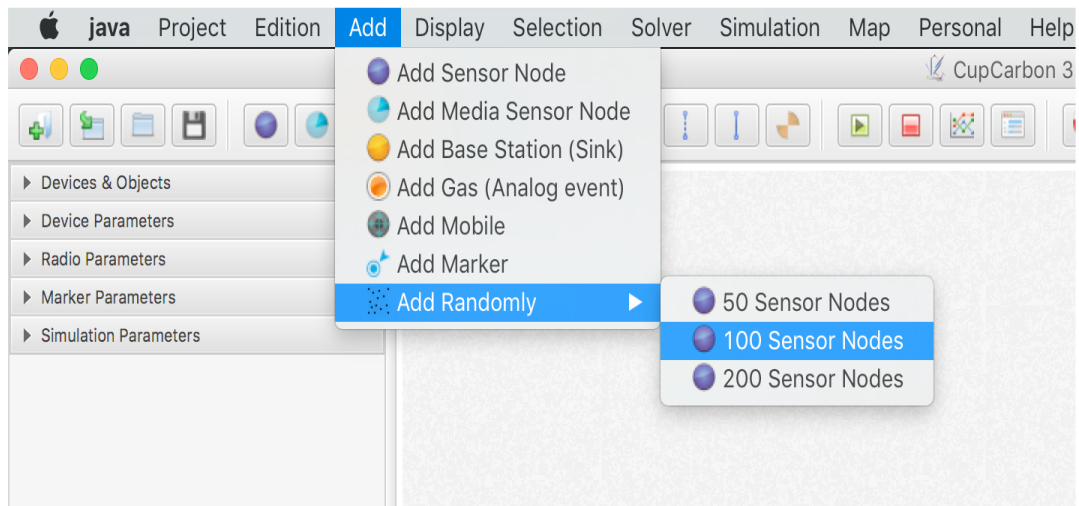 java Project Edition Add Display Selection Solver Simulation Map Personal Help
CupCarbon 3
Add Sensor Node
Add Media Sensor Node
Add Base Station (Sink)
Add Gas (Analog event)
Add Mobile
Add Marker
Add Randomly
50 Sensor Nodes
100 Sensor Nodes
200 Sensor Nodes
Devices & Objects
Device Parameters
Radio Parameters
Marker Parameters
Simulation Parameters